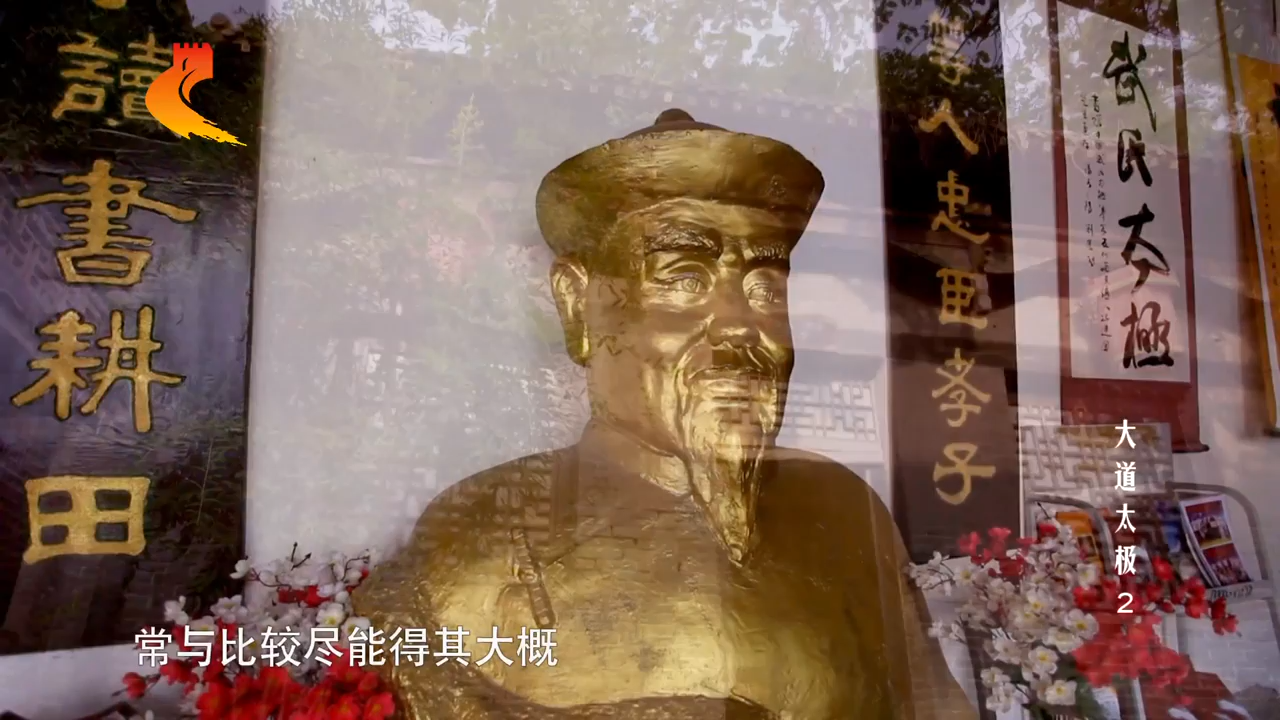 讀書耕田
學人忠臣孝子
武氏太極
大道太极2
常与比较尽能得其大概